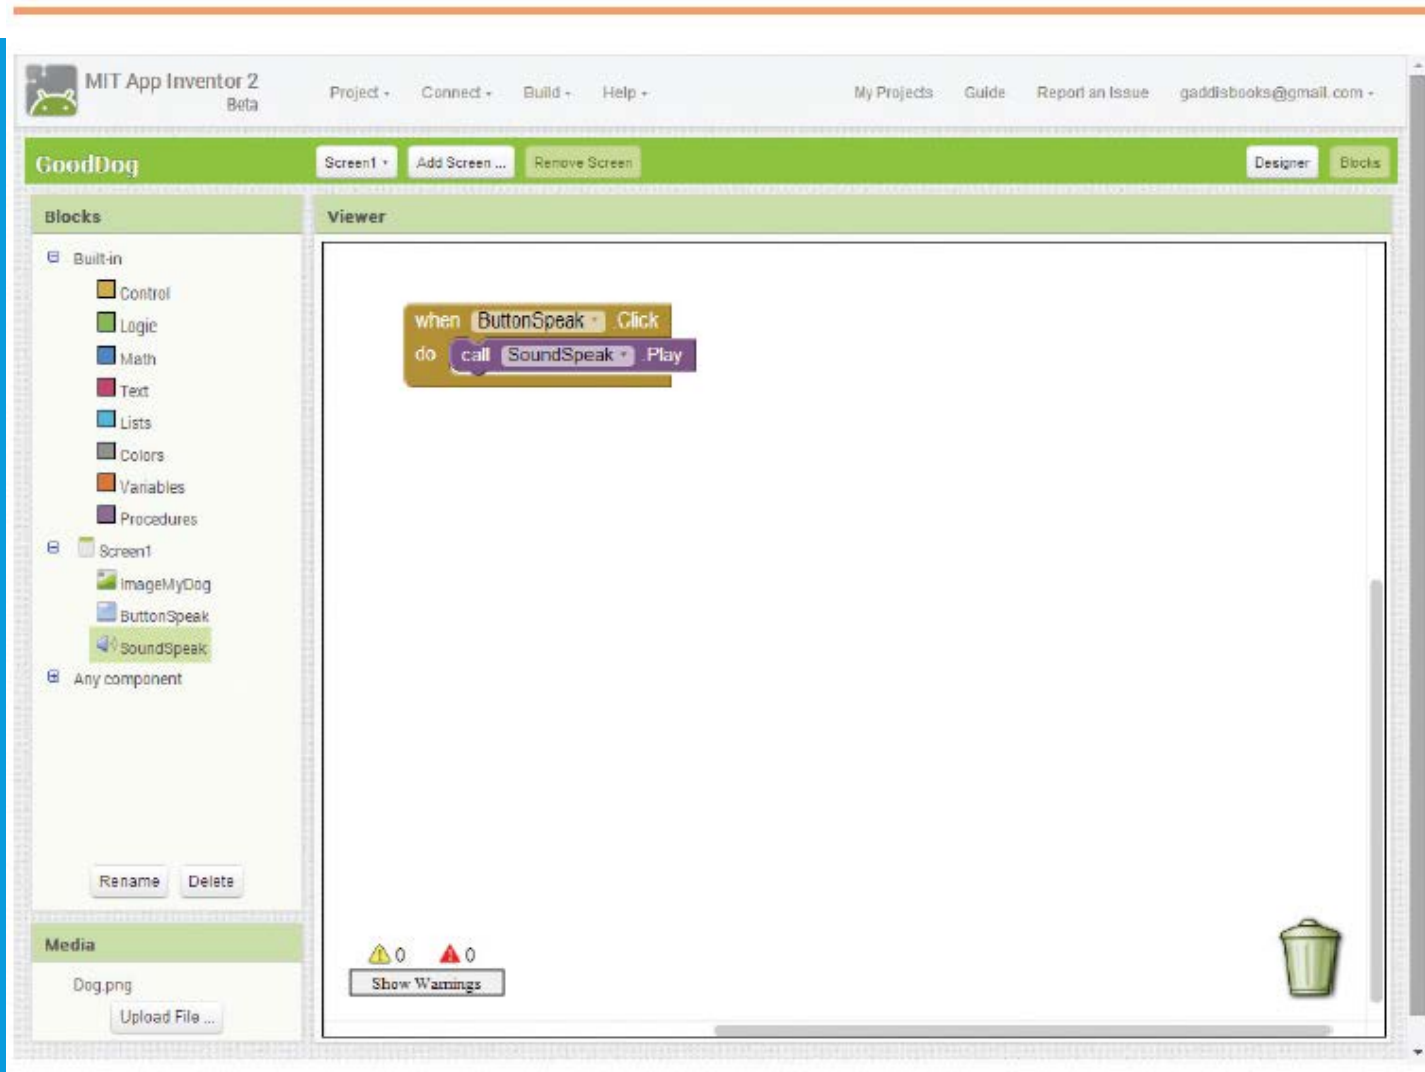 MIT App Inventor 2
Beta
Project Connect Build Help My Projects Guide Report an Issue gaddisbooks@gmail.com
GoodDog Screen1 Add Screen ... Remove Screen Designer Blocks
Blocks
Built-in
Control
Logic
Math
Text
Lists
Colors
Variables
Procedures
Screen1
ImageMyDog
ButtonSpeak
SoundSpeak
Any component
Rename Delete
Media
Dog.png
Upload File ...
Viewer
when ButtonSpeak .Click
do call SoundSpeak .Play
0 0
Show Warnings